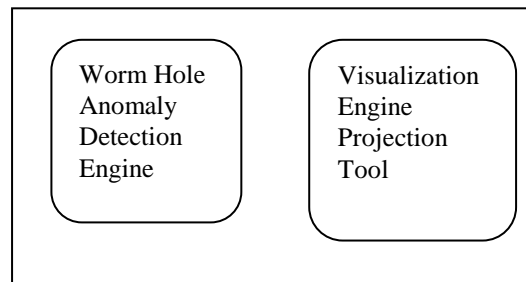 Worm Hole
Anomaly
Detection
Engine
Visualization
Engine
Projection
Tool